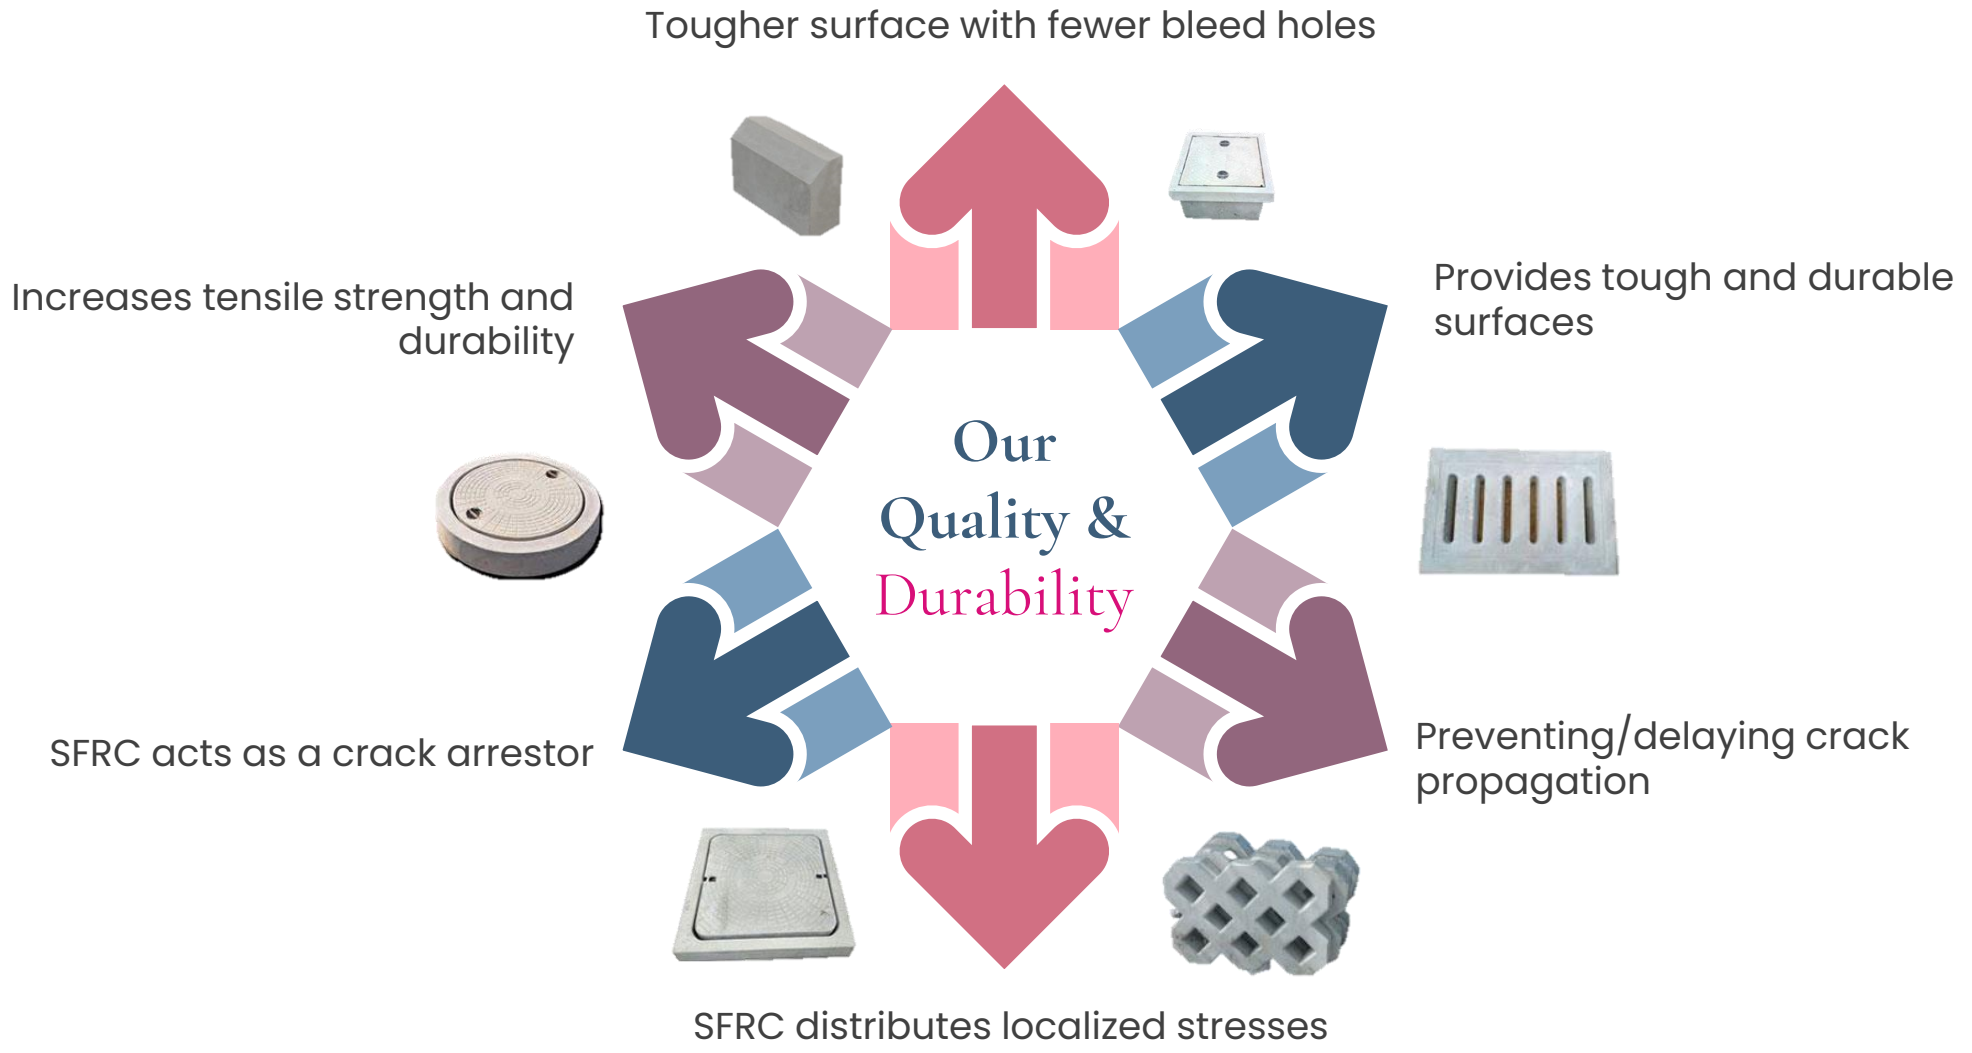 Tougher surface with fewer bleed holes
Increases tensile strength and
durability
Provides tough and durable
surfaces
Our
Quality &
Durability
SFRC acts as a crack arrestor
Preventing/delaying crack
propagation
SFRC distributes localized stresses